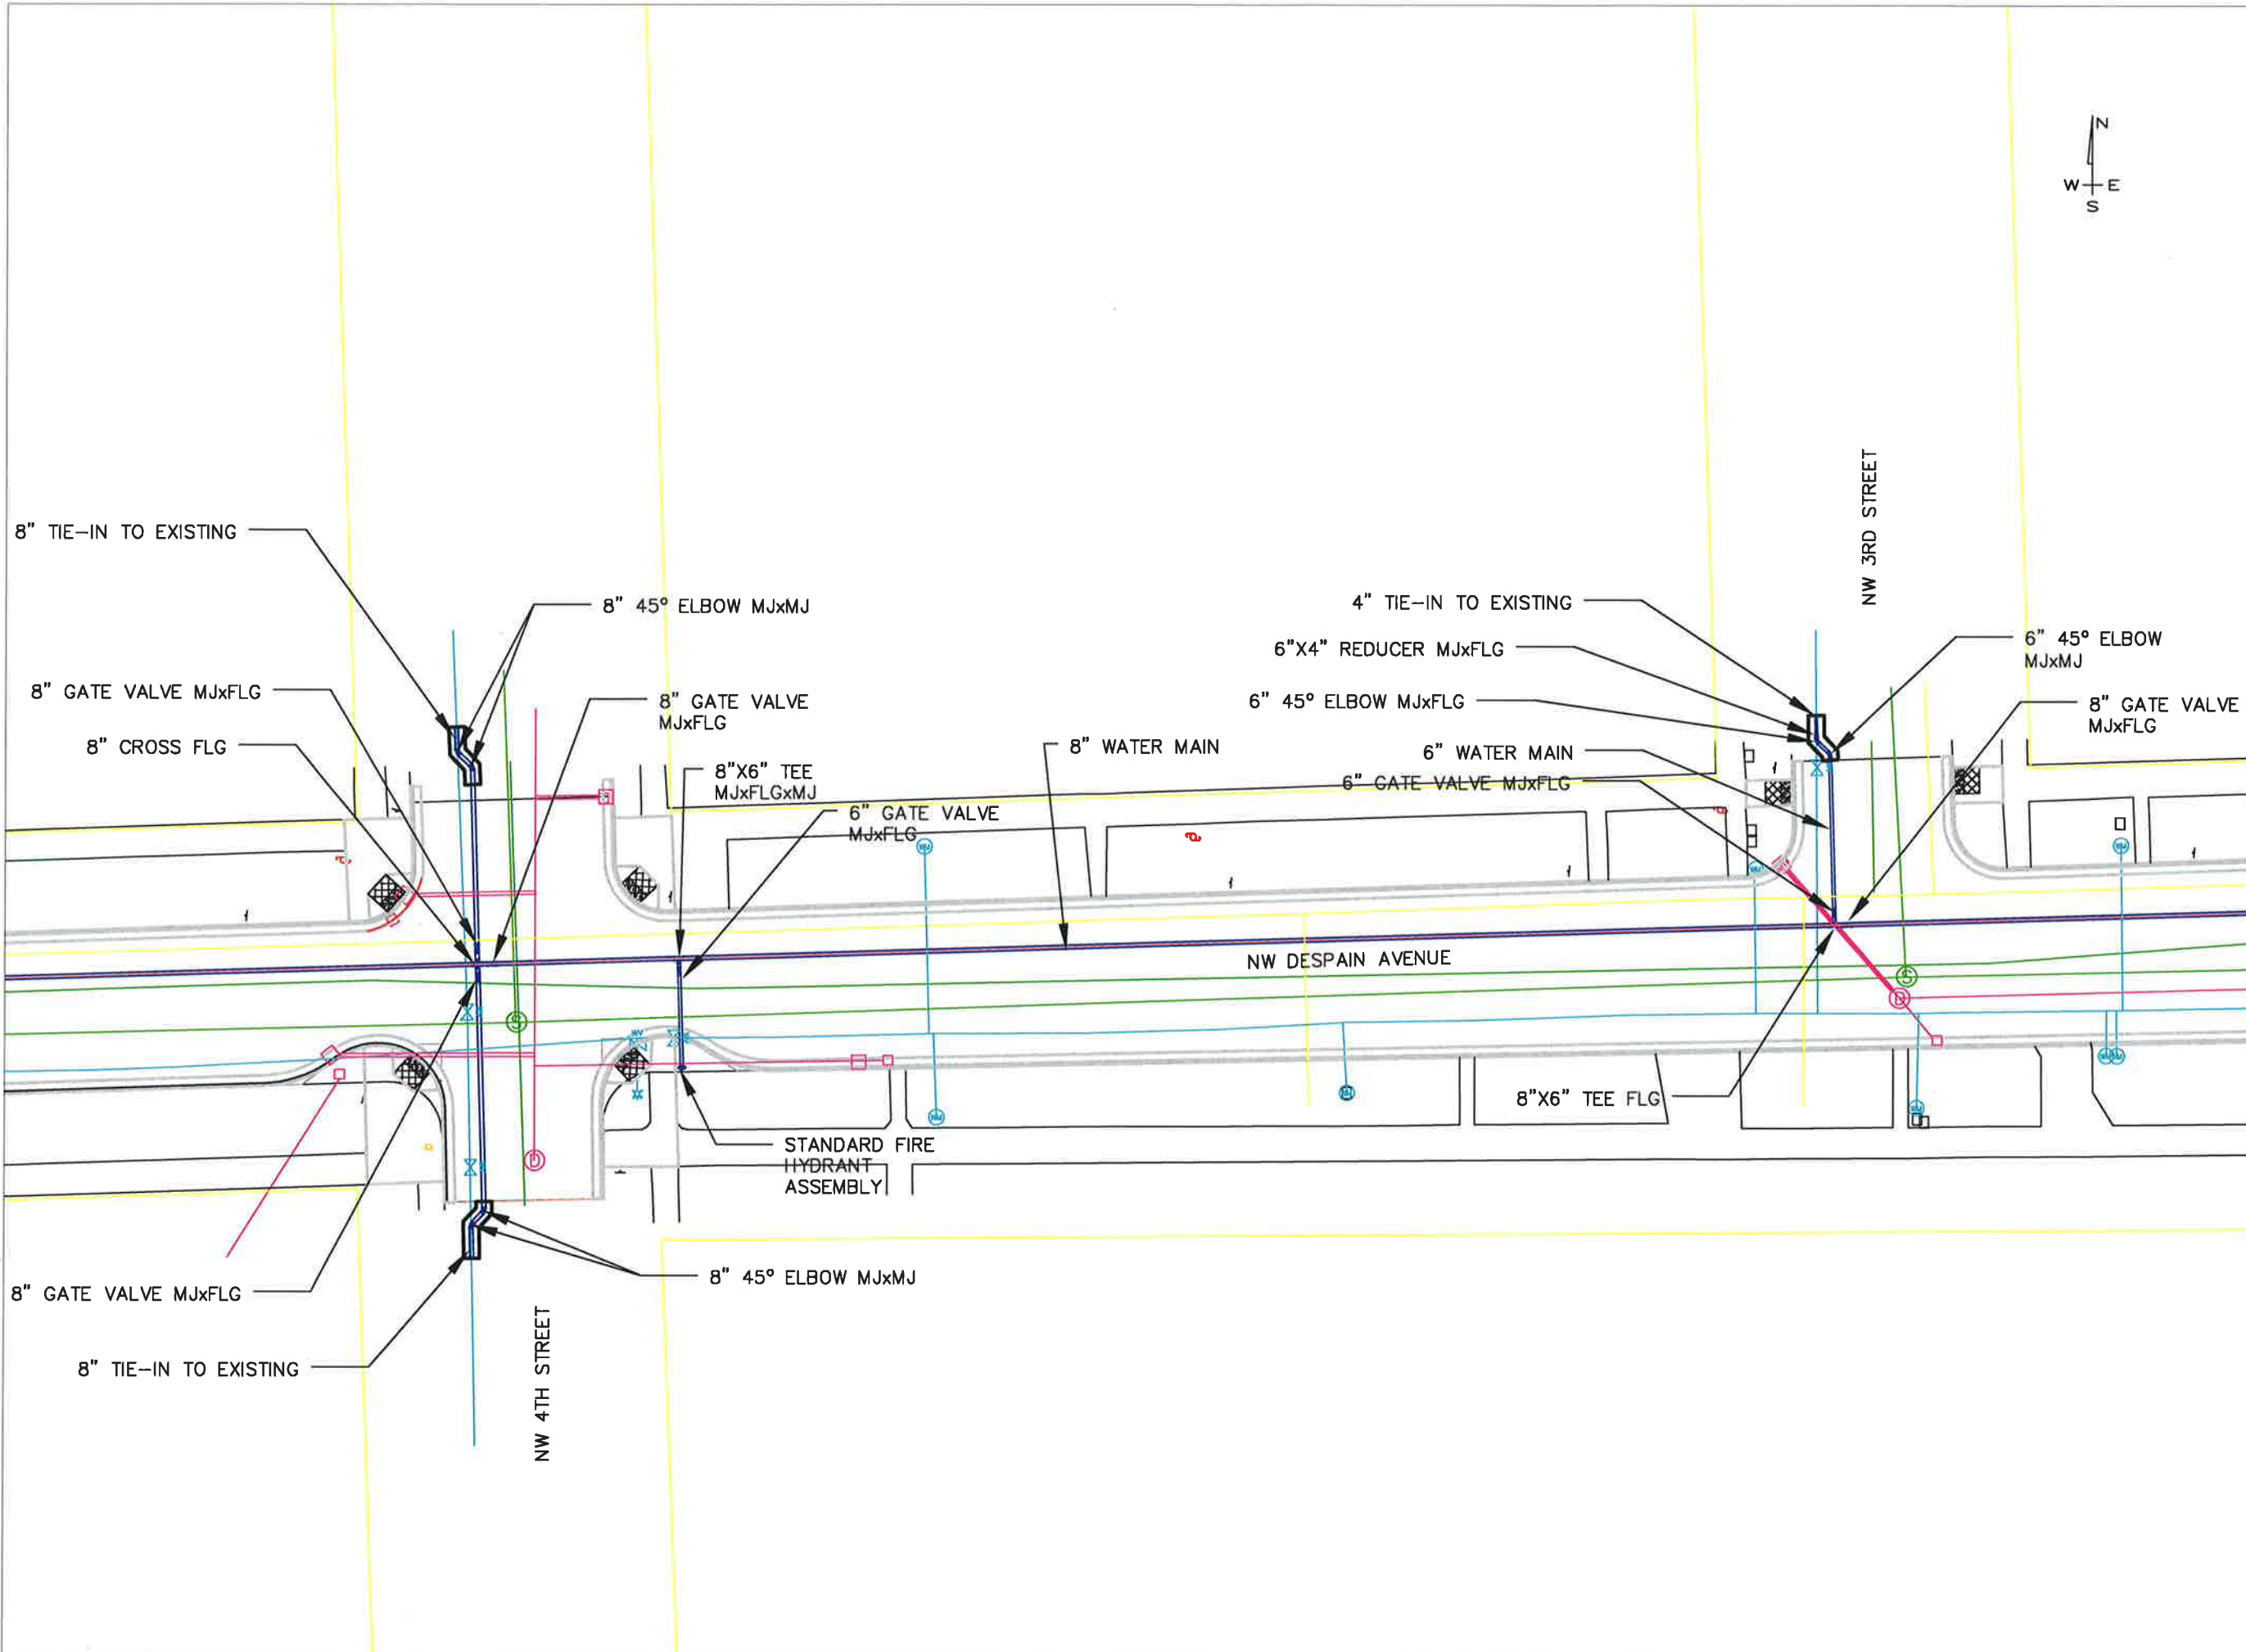 N
W E
S
NW 3RD STREET
8" TIE-IN TO EXISTING
8" 45° ELBOW MJxMJ
4" TIE-IN TO EXISTING
6"X4" REDUCER MJxFLG
6" 45° ELBOW
MJxMJ
8" GATE VALVE MJxFLG
8" GATE VALVE
MJxFLG
6" 45° ELBOW MJxFLG
8" GATE VALVE
MJxFLG
8" CROSS FLG
8" WATER MAIN
6" WATER MAIN
8"X6" TEE
MJxFLGxMJ
6" GATE VALVE MJxFLG
6" GATE VALVE
MJxFLG
NW DESPAIN AVENUE
S
S
D
8"X6" TEE FLG
STANDARD FIRE
HYDRANT
ASSEMBLY
D
8" GATE VALVE MJxFLG
8" 45° ELBOW MJxMJ
8" TIE-IN TO EXISTING
NW 4TH STREET